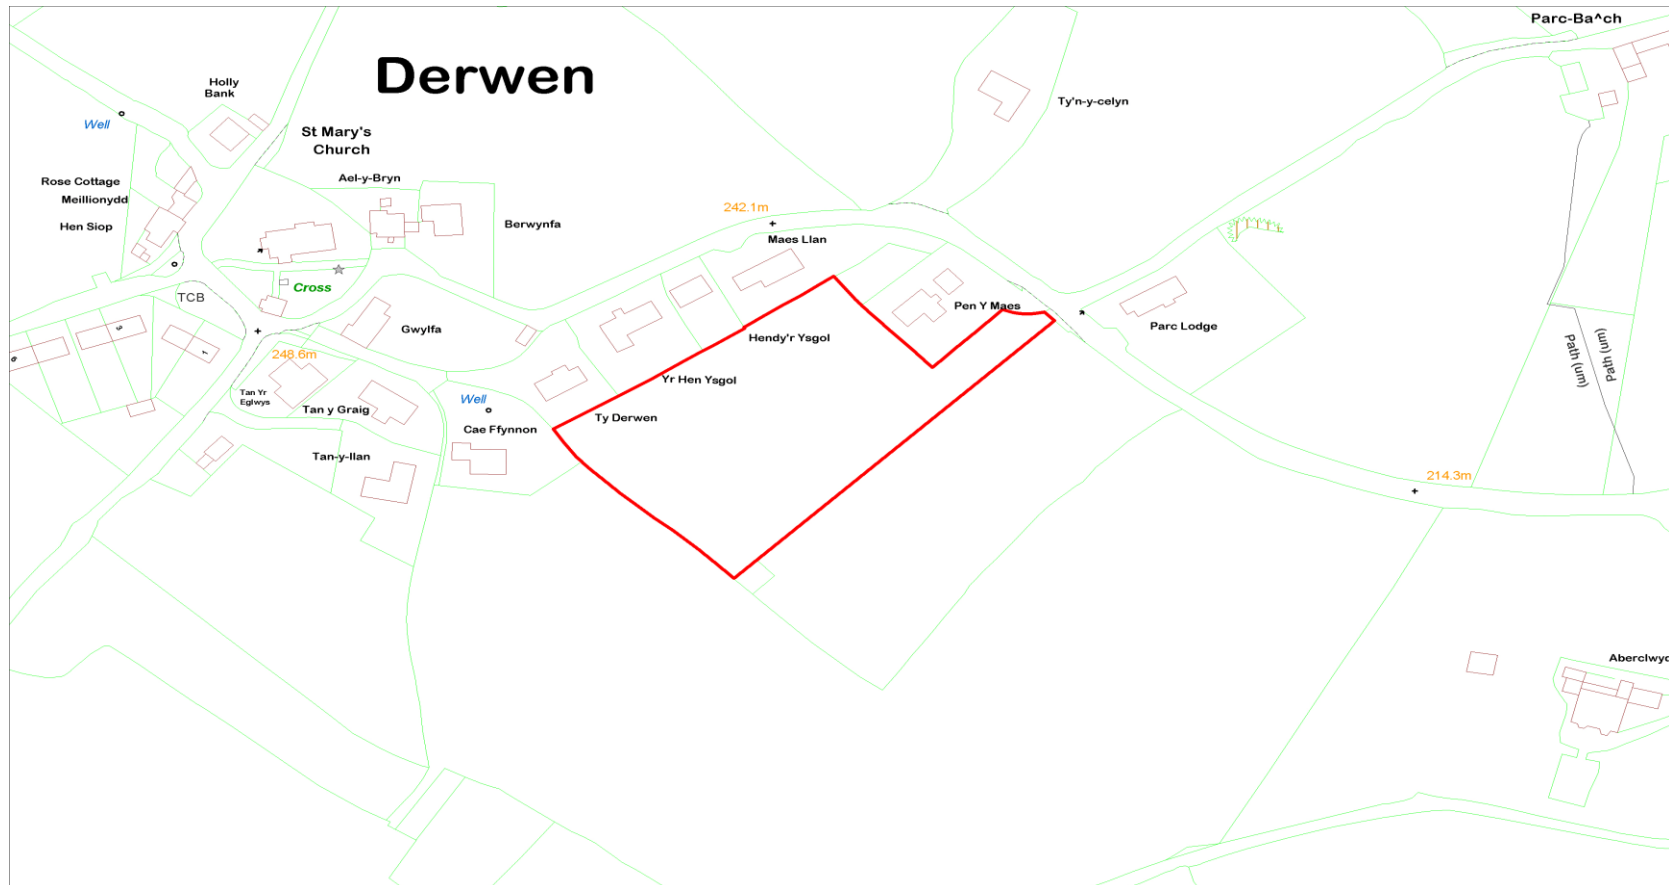 Parc-Ba^ch
Derwen
Holly
Bank
Well
Ty'n-y-celyn
St Mary's
Church
Ael-y-Bryn
Rose Cottage
Meillionydd
Hen Siop
242.1m
Berwynfa
Maes Llan
Cross
TCB
Pen Y Maes
Parc Lodge
Gwylfa
Hendy'r Ysgol
3
1
6
248.6m
Path (um)
Path (um)
Yr Hen Ysgol
Tan Yr
Eglwys
Tan y Graig
Well
Ty Derwen
Cae Ffynnon
Tan-y-llan
214.3m
Aberclwyd